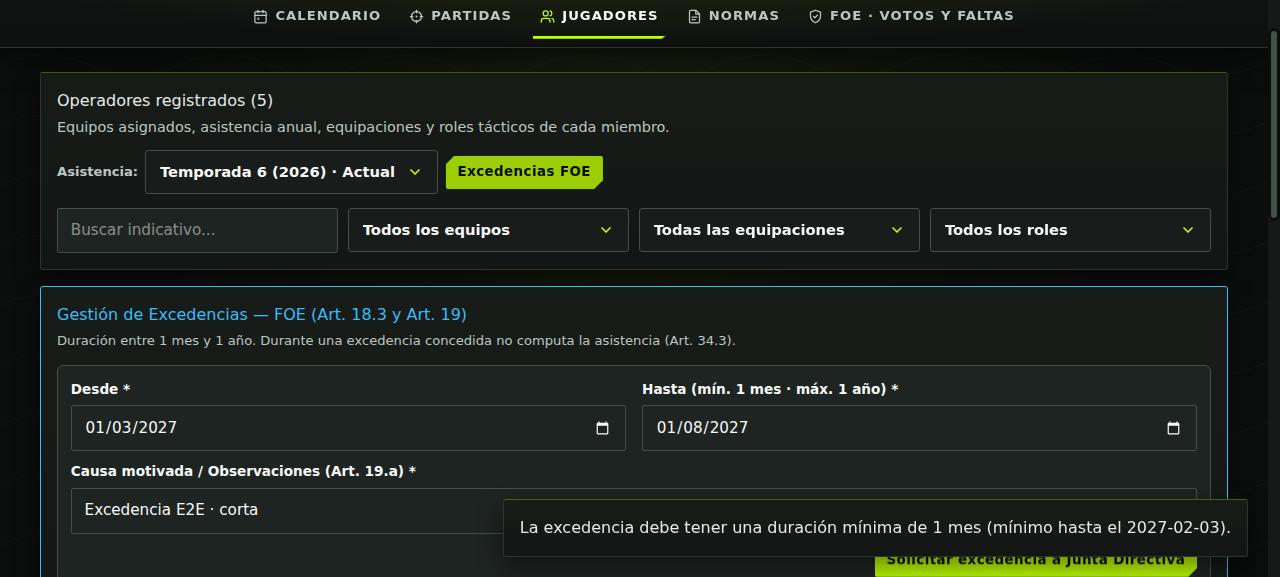 CALENDARIO PARTIDAS JUGADORES NORMAS FOE · VOTOS Y FALTAS
Operadores registrados (5)
Equipos asignados, asistencia anual, equipaciones y roles tácticos de cada miembro.
Asistencia: Temporada 6 (2026) · Actual Excedencias FOE
Buscar indicativo... Todos los equipos Todas las equipaciones Todos los roles
Gestión de Excedencias — FOE (Art. 18.3 y Art. 19)
Duración entre 1 mes y 1 año. Durante una excedencia concedida no computa la asistencia (Art. 34.3).
Desde * Hasta (mín. 1 mes · máx. 1 año) *
01/03/2027 01/08/2027
Causa motivada / Observaciones (Art. 19.a) *
Excedencia E2E · corta
La excedencia debe tener una duración mínima de 1 mes (mínimo hasta el 2027-02-03).
Solicitar excedencia a Junta Directiva